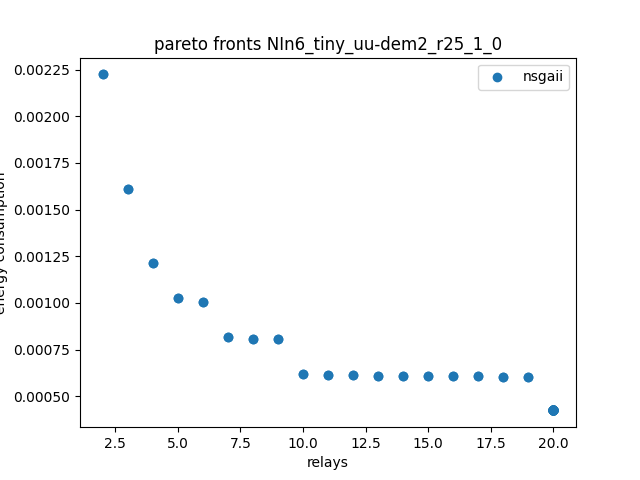 pareto fronts NIn6_tiny_uu-dem2_r25_1_0
nsgaii
0.00225
0.00200
0.00175
0.00150
0.00125
0.00100
0.00075
0.00050
energy consumption
2.5 5.0 7.5 10.0 12.5 15.0 17.5 20.0
relays